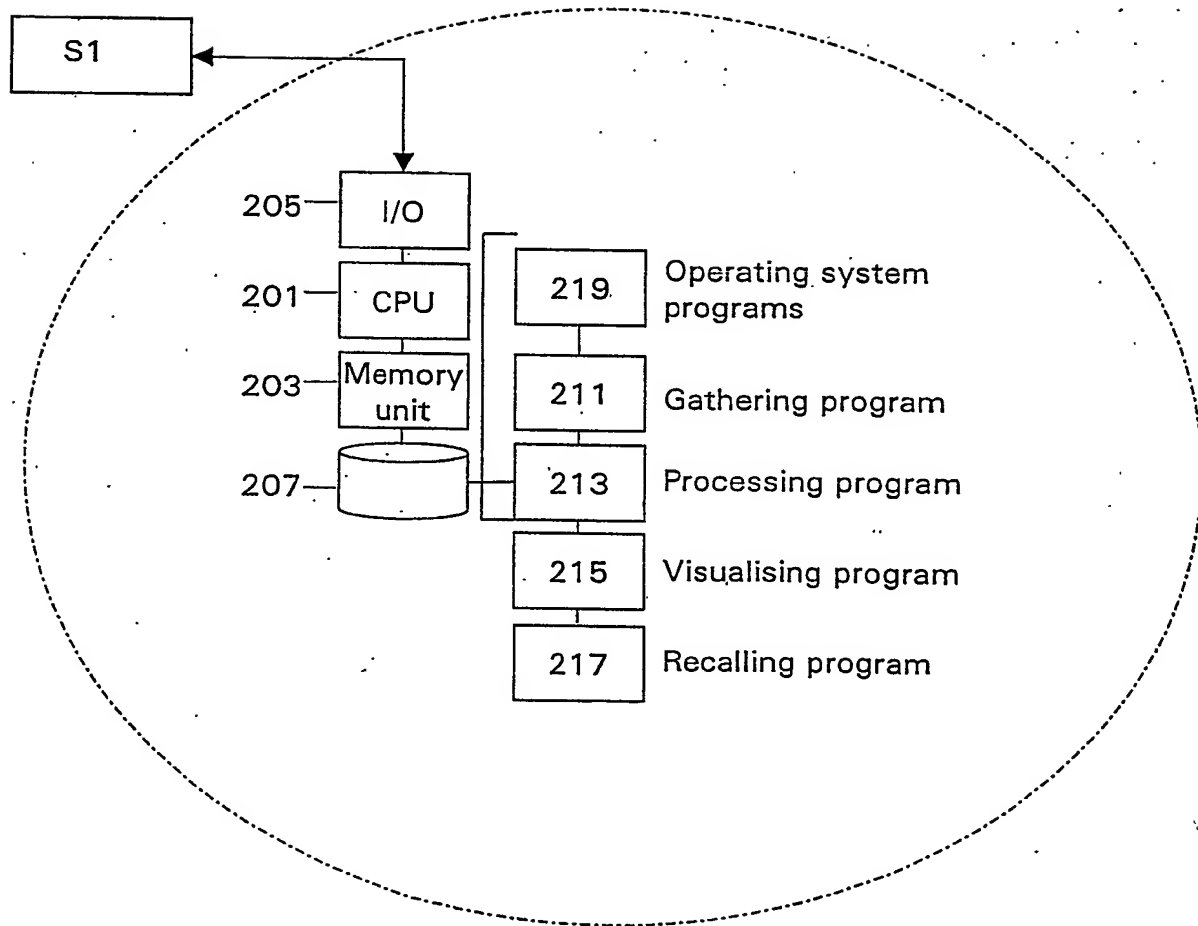 S1
205
I/O
201
CPU
203
Memory
unit
207
219
Operating system
programs
211
Gathering program
213
Processing program
215
Visualising program
217
Recalling program